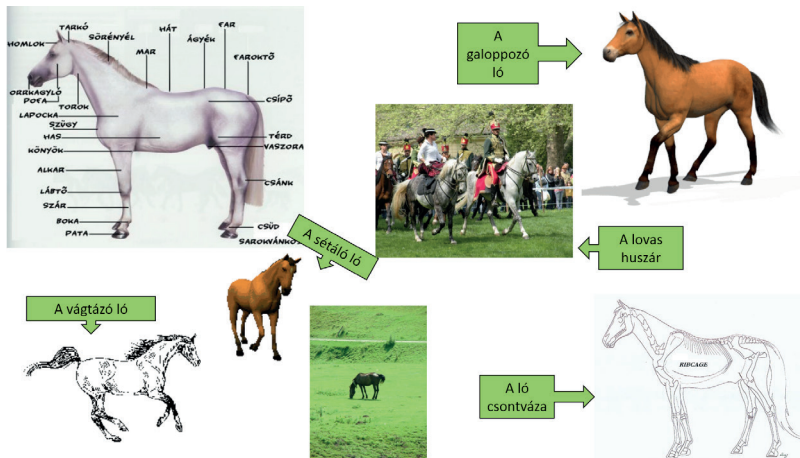 TARKÓ
HOMLOK
SÖRÉNYÉL
MAR
HÁT
ÁGYÉK
FAR
FAROKTŐ
ORRKAGYLÓ
POFA
TOROK
LAPOCKA
SZÜGY
HAS
KÖNYÖK
ALKAR
LÁBTŐ
SZÁR
BOKA
PATA
CSÍPŐ
TÉRD
VASZORA
CSÁNK
CSÜD
SAROKVÁNKOS
A
galoppozó
ló
A lovas
huszár
A sétáló ló
A vágtázó ló
A ló
csontváza
RIBCAGE